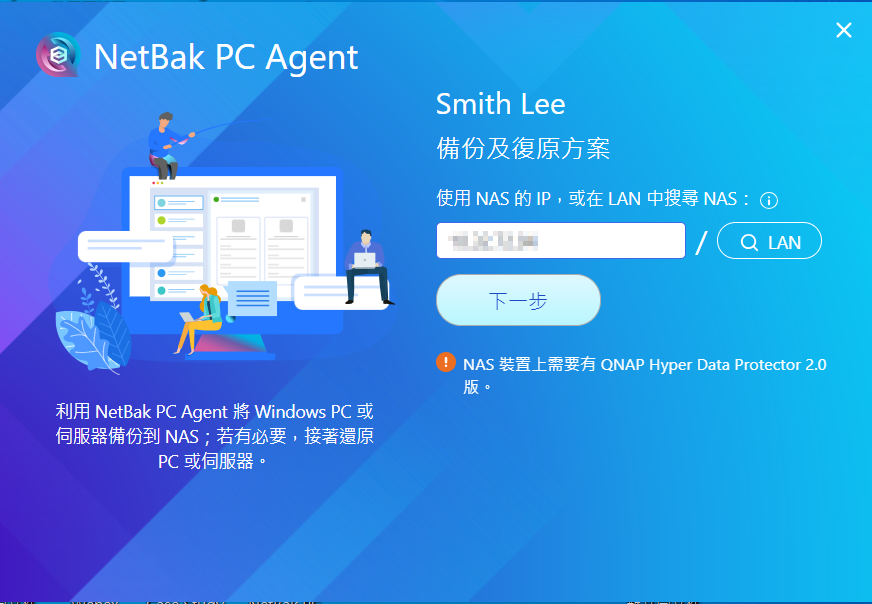 NetBak PC Agent
Smith Lee
備份及復原方案
使用 NAS 的 IP，或在 LAN 中搜尋 NAS：
/
LAN
下一步
NAS 裝置上需要有 QNAP Hyper Data Protector 2.0
版。
利用 NetBak PC Agent 將 Windows PC 或
伺服器備份到 NAS；若有必要，接著還原
PC 或伺服器。